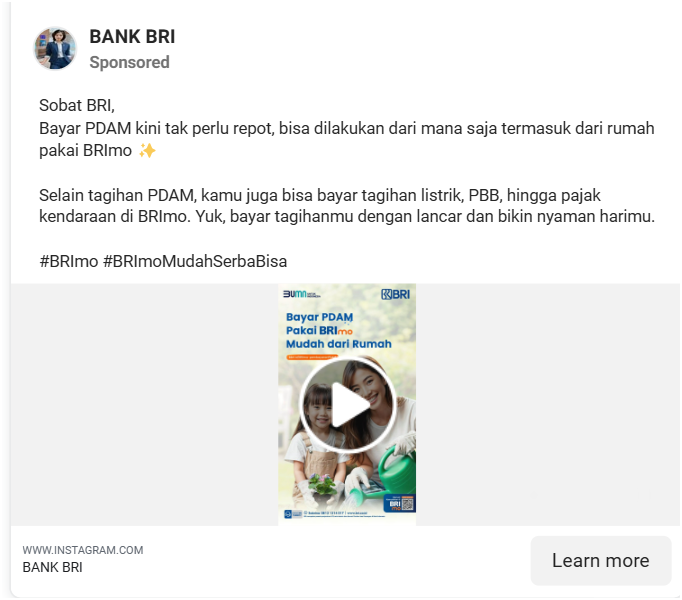 BANK BRI
Sponsored
Sobat BRI,
Bayar PDAM kini tak perlu repot, bisa dilakukan dari mana saja termasuk dari rumah
pakai BRImo ✨
Selain tagihan PDAM, kamu juga bisa bayar tagihan listrik, PBB, hingga pajak
kendaraan di BRImo. Yuk, bayar tagihanmu dengan lancar dan bikin nyaman harimu.
#BRImo #BRImoMudahSerbaBisa
BUMN
BRI
Bayar PDAM
Pakai BRImo
Mudah dari Rumah
BRI
WWW.INSTAGRAM.COM
BANK BRI
Learn more